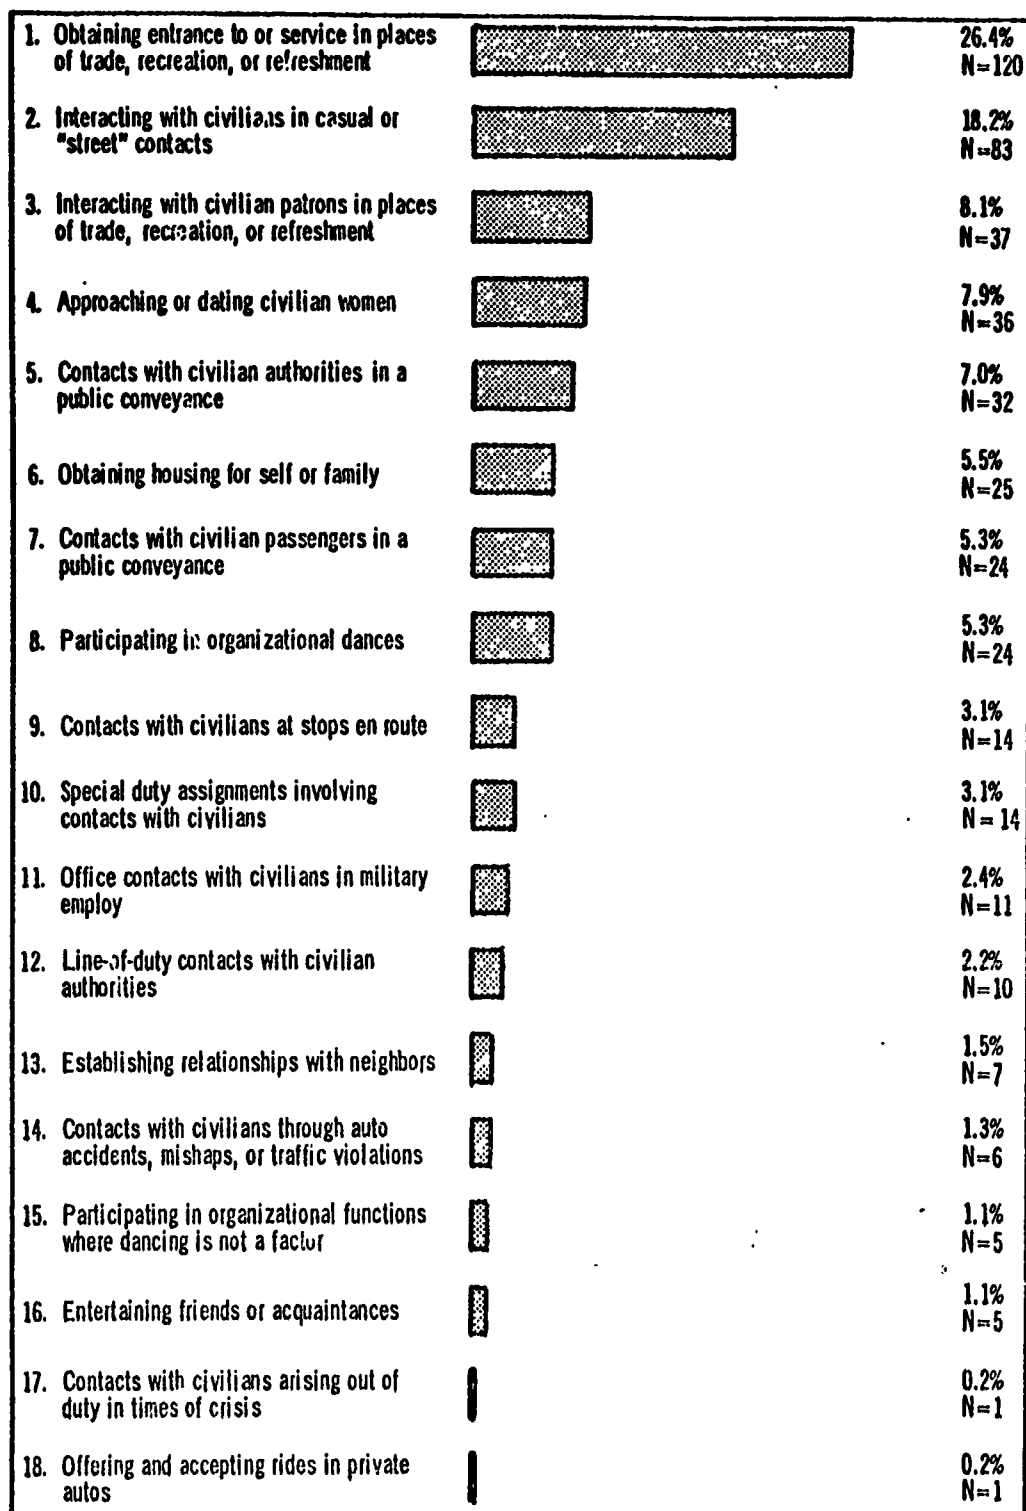 1. Obtaining entrance to or service in places
of trade, recreation, or refreshment
26.4%
N=120
2. Interacting with civilians in casual or
"street" contacts
18.2%
N=83
3. Interacting with civilian patrons in places
of trade, recreation, or refreshment
8.1%
N=37
4. Approaching or dating civilian women
7.9%
N=36
5. Contacts with civilian authorities in a
public conveyance
7.0%
N=32
6. Obtaining housing for self or family
5.5%
N=25
7. Contacts with civilian passengers in a
public conveyance
5.3%
N=24
8. Participating in organizational dances
5.3%
N=24
9. Contacts with civilians at stops en route
3.1%
N=14
10. Special duty assignments involving
contacts with civilians
3.1%
N=14
11. Office contacts with civilians in military
employ
2.4%
N=11
12. Line-of-duty contacts with civilian
authorities
2.2%
N=10
13. Establishing relationships with neighbors
1.5%
N=7
14. Contacts with civilians through auto
accidents, mishaps, or traffic violations
1.3%
N=6
15. Participating in organizational functions
where dancing is not a factor
1.1%
N=5
16. Entertaining friends or acquaintances
1.1%
N=5
17. Contacts with civilians arising out of
duty in times of crisis
0.2%
N=1
18. Offering and accepting rides in private
autos
0.2%
N=1